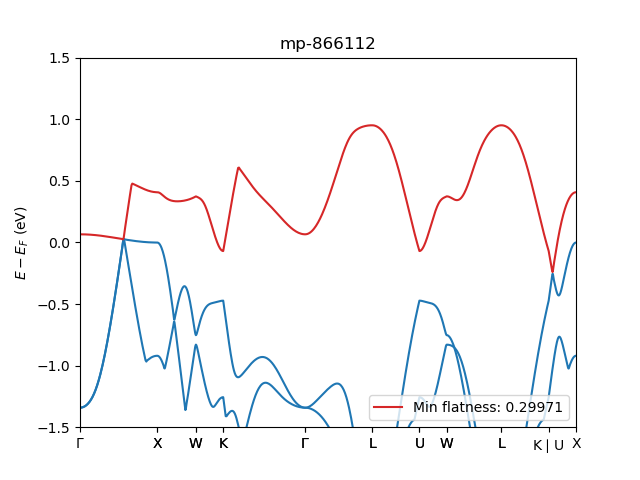 mp-866112
E − E_F (eV)
1.5
1.0
0.5
0.0
−0.5
−1.0
−1.5
Min flatness: 0.29971
Γ X W K Γ L U W L K | U X